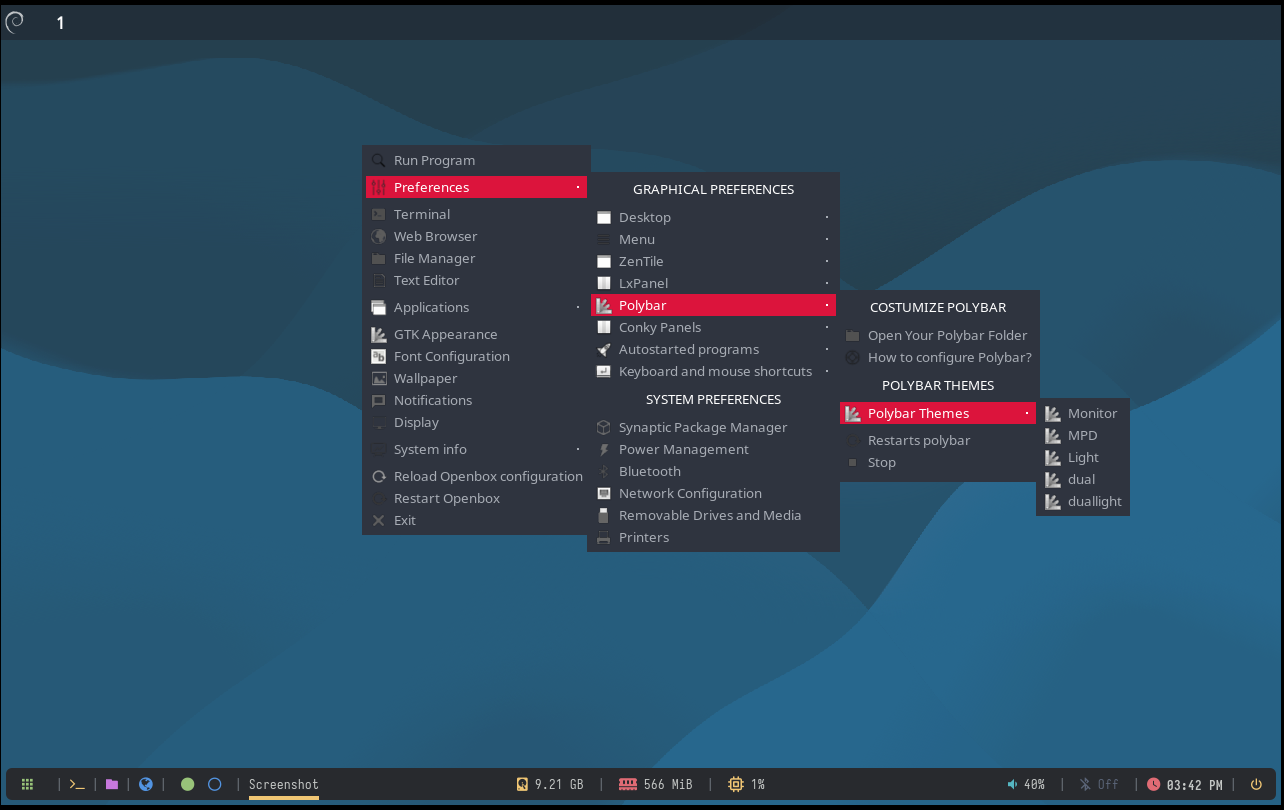 1
Run Program
Preferences
Terminal
Web Browser
File Manager
Text Editor
Applications
GTK Appearance
Font Configuration
Wallpaper
Notifications
Display
System info
Reload Openbox configuration
Restart Openbox
Exit
GRAPHICAL PREFERENCES
Desktop
Menu
ZenTile
LxPanel
Polybar
Conky Panels
Autostarted programs
Keyboard and mouse shortcuts
SYSTEM PREFERENCES
Synaptic Package Manager
Power Management
Bluetooth
Network Configuration
Removable Drives and Media
Printers
COSTUMIZE POLYBAR
Open Your Polybar Folder
How to configure Polybar?
POLYBAR THEMES
Polybar Themes
Restarts polybar
Stop
Monitor
MPD
Light
dual
duallight
Screenshot 9.21 GB | 566 MiB | 1% 40% | Off | 03:42 PM |